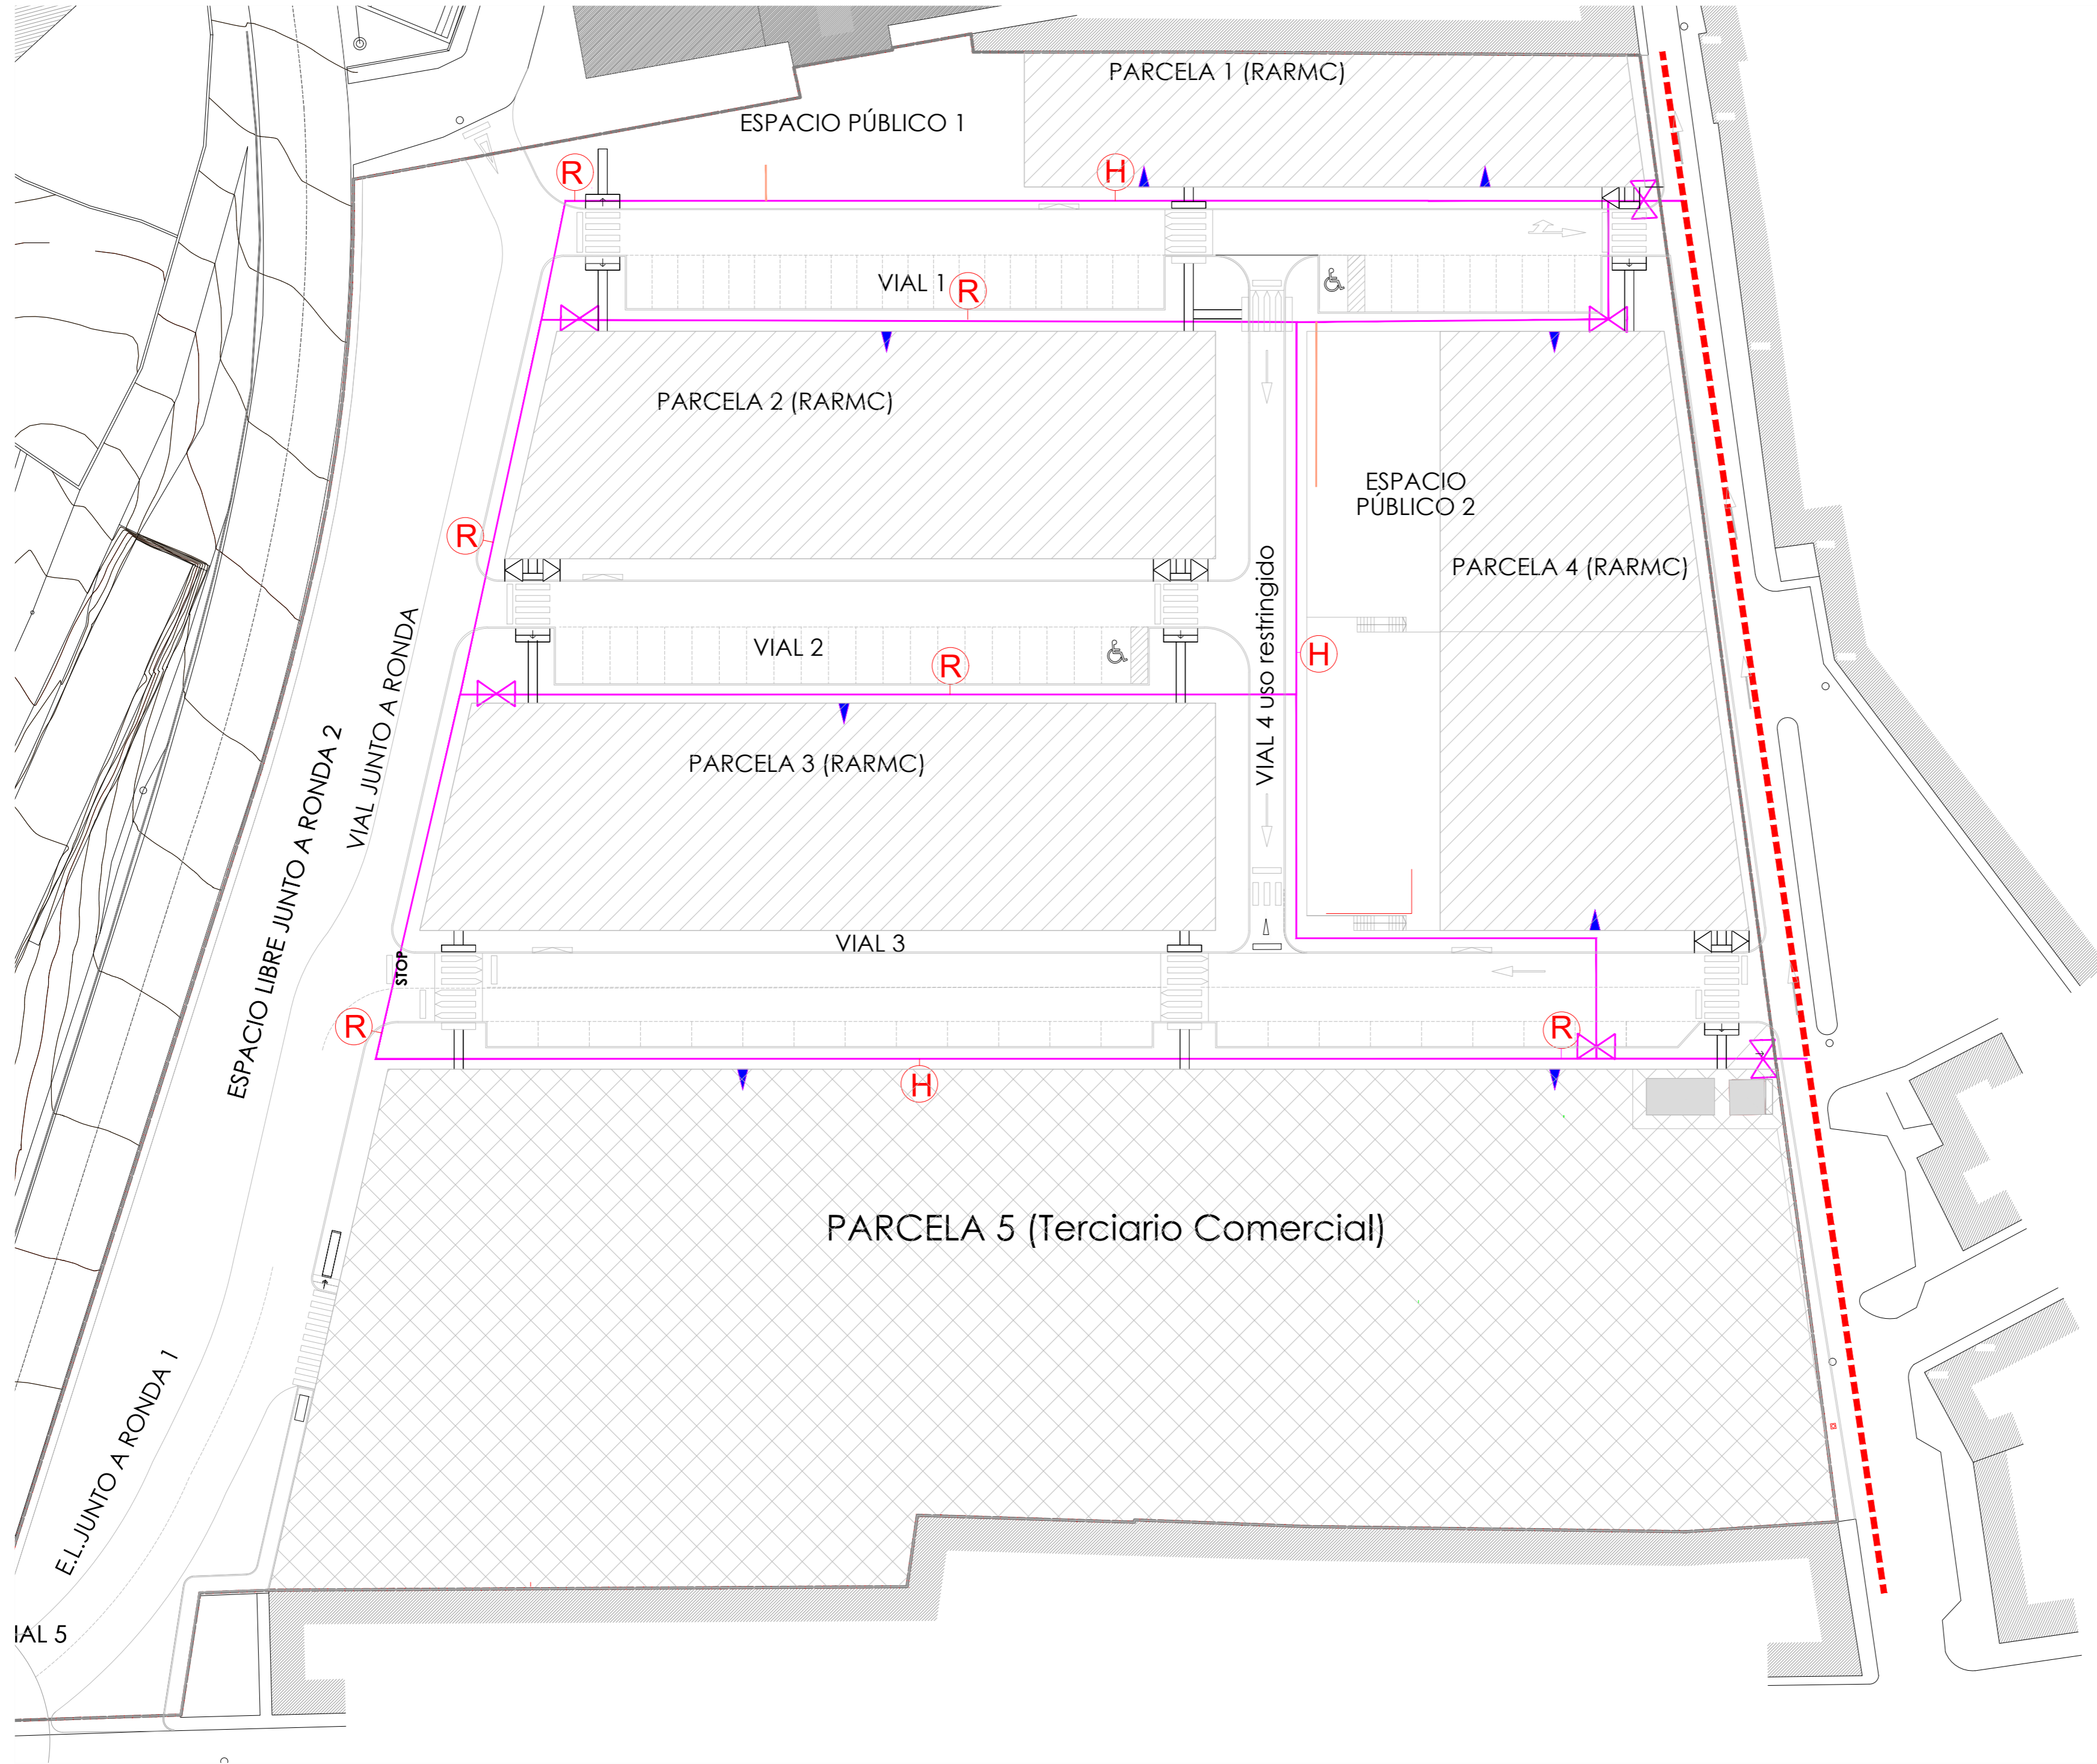 PARCELA 1 (RARMC)
ESPACIO PÚBLICO 1
R
H
VIAL 1
R
PARCELA 2 (RARMC)
ESPACIO
PÚBLICO 2
R
PARCELA 4 (RARMC)
VIAL 2
R
H
VIAL 4 uso restringido
VIAL JUNTO A RONDA
ESPACIO LIBRE JUNTO A RONDA 2
PARCELA 3 (RARMC)
VIAL 3
STOP
R
R
H
PARCELA 5 (Terciario Comercial)
E.L.JUNTO A RONDA 1
IAL 5